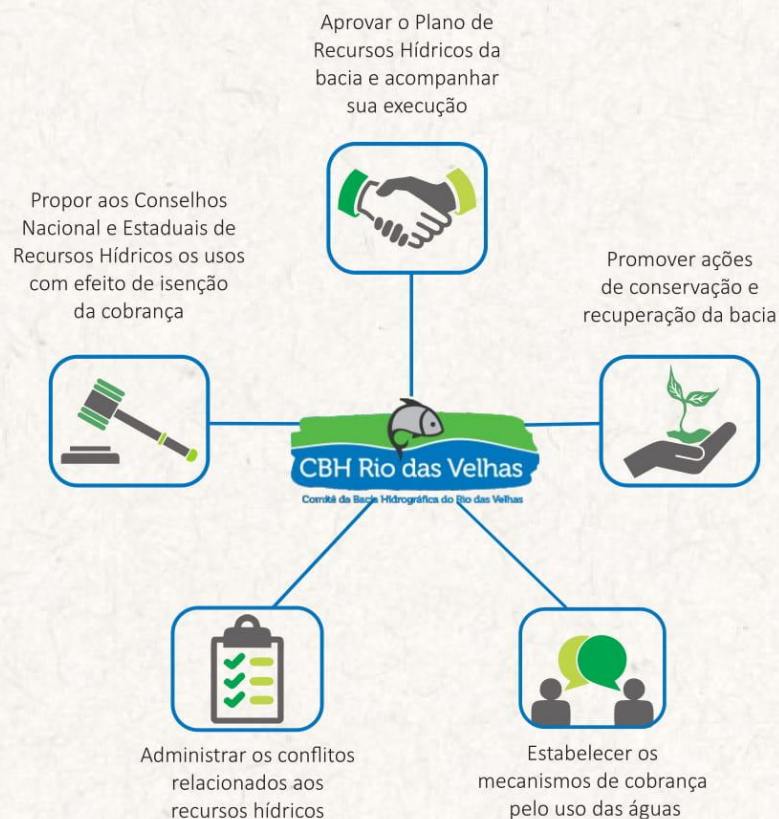 Aprovar o Plano de
Recursos Hídricos da
bacia e acompanhar
sua execução
Propor aos Conselhos
Nacional e Estaduais de
Recursos Hídricos os usos
com efeito de isenção
da cobrança
Promover ações
de conservação e
recuperação da bacia
CBH Rio das Velhas
Comitê da Bacia Hidrográfica do Rio das Velhas
Administrar os conflitos
relacionados aos
recursos hídricos
Estabelecer os
mecanismos de cobrança
pelo uso das águas